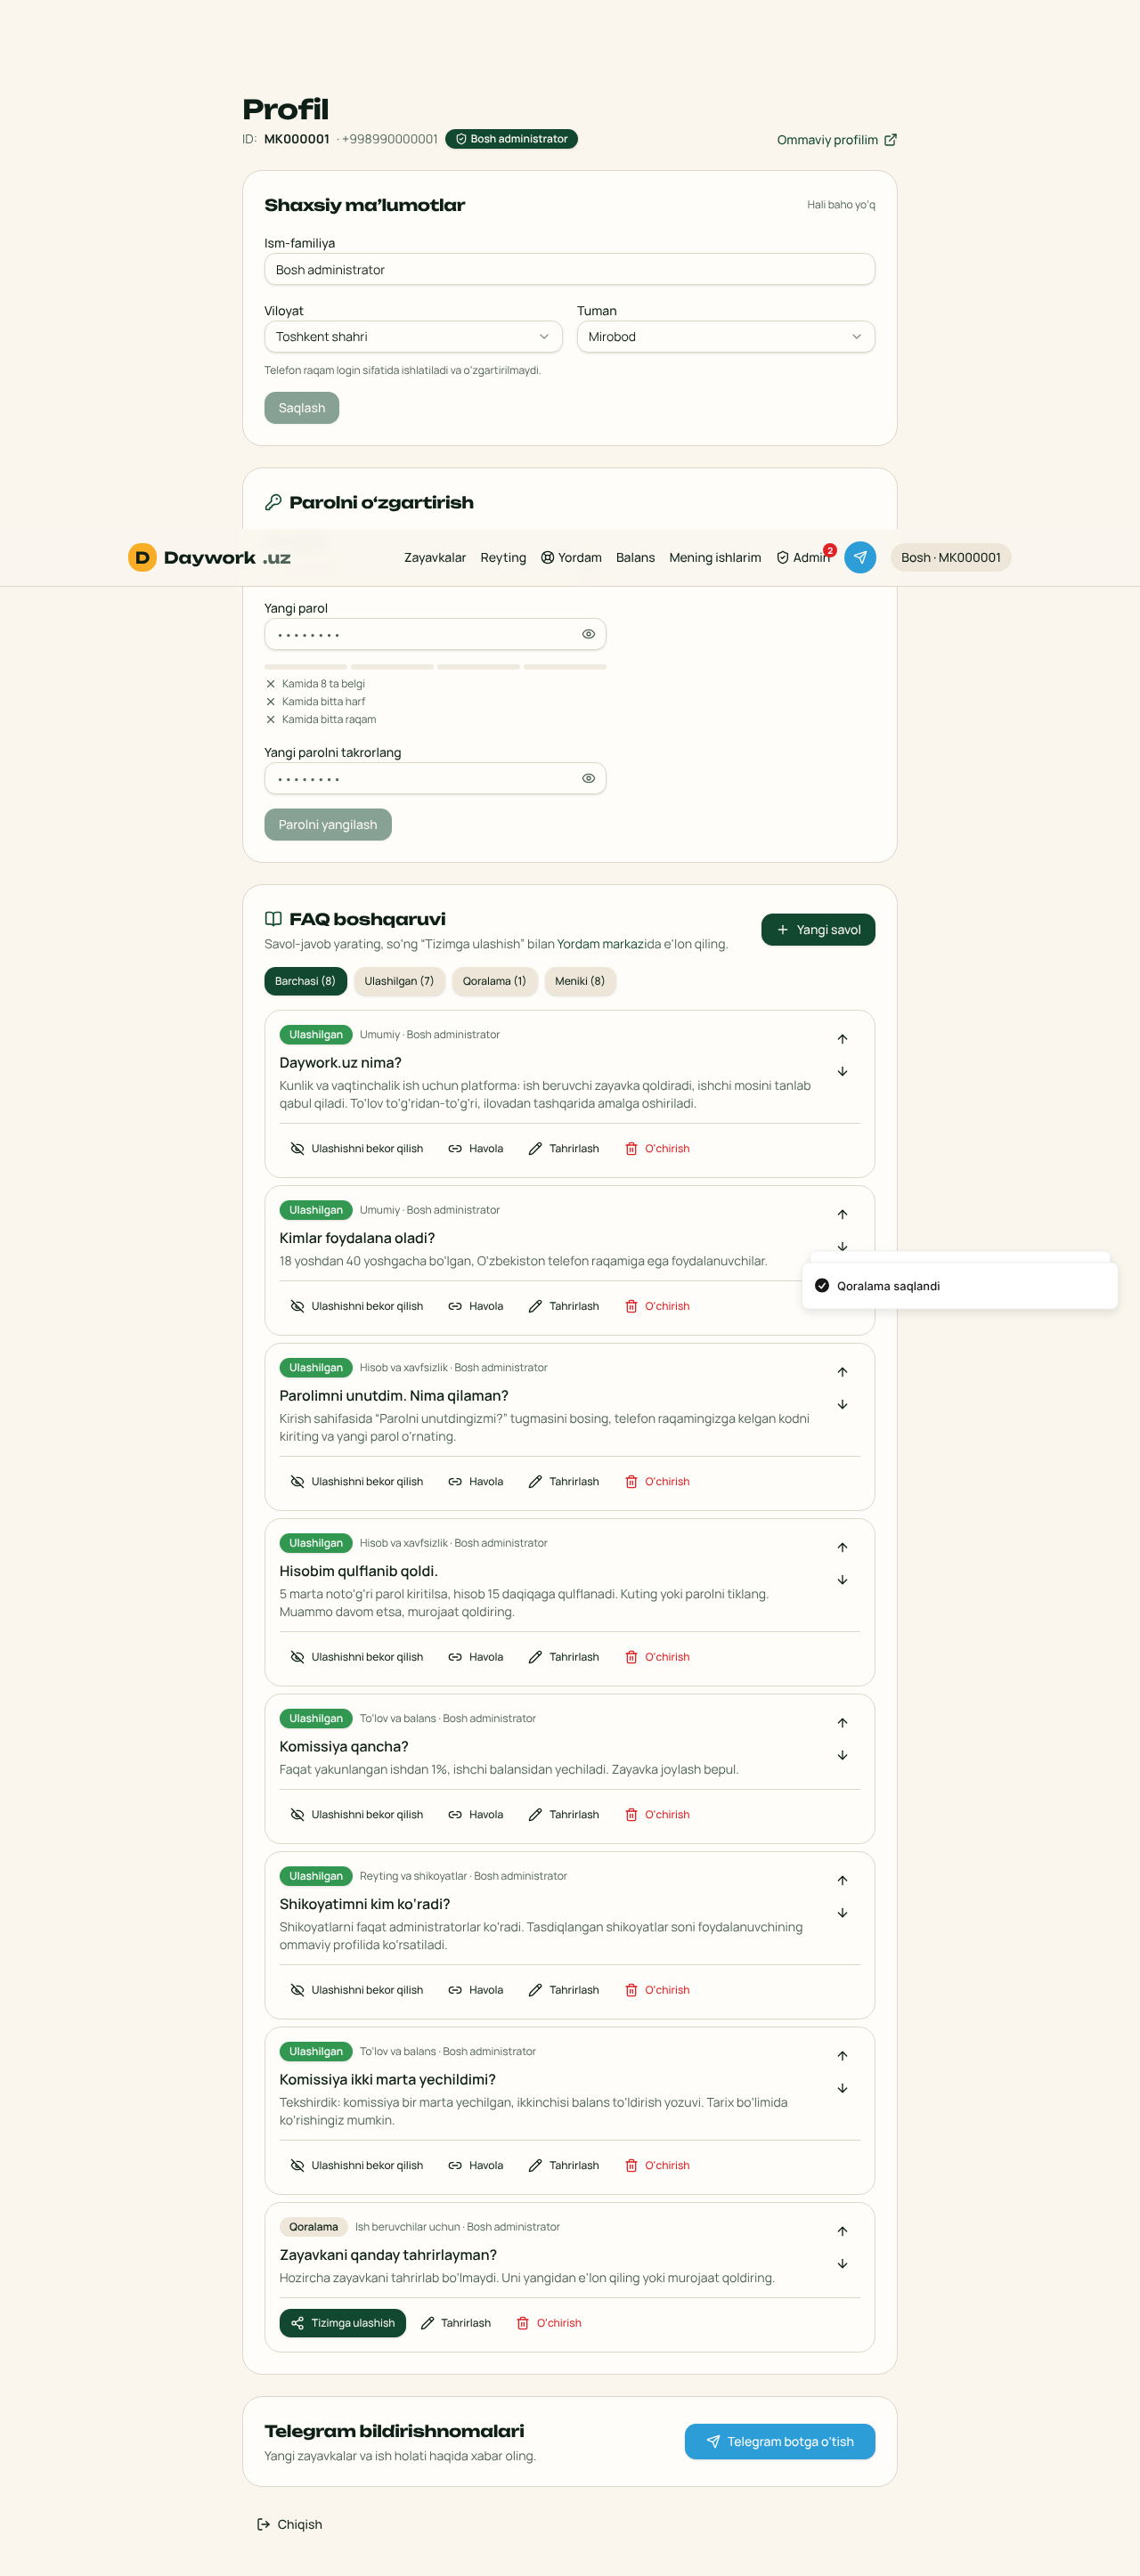 Profil
ID: MK000001 · +998990000001 Bosh administrator
Ommaviy profilim
Shaxsiy ma’lumotlar
Hali baho yo‘q
Ism-familiya
Bosh administrator
Viloyat
Tuman
Toshkent shahri
Mirobod
Telefon raqam login sifatida ishlatiladi va o‘zgartirilmaydi.
Saqlash
Parolni o‘zgartirish
D Daywork .uz
Zayavkalar
Reyting
Yordam
Balans
Mening ishlarim
Admin
2
Bosh · MK000001
Yangi parol
••••••••
Kamida 8 ta belgi
Kamida bitta harf
Kamida bitta raqam
Yangi parolni takrorlang
••••••••
Parolni yangilash
FAQ boshqaruvi
Savol-javob yarating, so‘ng “Tizimga ulashish” bilan Yordam markazida e’lon qiling.
Yangi savol
Barchasi (8)
Ulashilgan (7)
Qoralama (1)
Meniki (8)
Ulashilgan Umumiy · Bosh administrator
Daywork.uz nima?
Kunlik va vaqtinchalik ish uchun platforma: ish beruvchi zayavka qoldiradi, ishchi mosini tanlab
qabul qiladi. To‘lov to‘g‘ridan-to‘g‘ri, ilovadan tashqarida amalga oshiriladi.
Ulashishni bekor qilish Havola Tahrirlash O‘chirish
Ulashilgan Umumiy · Bosh administrator
Kimlar foydalana oladi?
18 yoshdan 40 yoshgacha bo‘lgan, O‘zbekiston telefon raqamiga ega foydalanuvchilar.
Qoralama saqlandi
Ulashishni bekor qilish Havola Tahrirlash O‘chirish
Ulashilgan Hisob va xavfsizlik · Bosh administrator
Parolimni unutdim. Nima qilaman?
Kirish sahifasida “Parolni unutdingizmi?” tugmasini bosing, telefon raqamingizga kelgan kodni
kiriting va yangi parol o‘rnating.
Ulashishni bekor qilish Havola Tahrirlash O‘chirish
Ulashilgan Hisob va xavfsizlik · Bosh administrator
Hisobim qulflanib qoldi.
5 marta noto‘g‘ri parol kiritilsa, hisob 15 daqiqaga qulflanadi. Kuting yoki parolni tiklang.
Muammo davom etsa, murojaat qoldiring.
Ulashishni bekor qilish Havola Tahrirlash O‘chirish
Ulashilgan To‘lov va balans · Bosh administrator
Komissiya qancha?
Faqat yakunlangan ishdan 1%, ishchi balansidan yechiladi. Zayavka joylash bepul.
Ulashishni bekor qilish Havola Tahrirlash O‘chirish
Ulashilgan Reyting va shikoyatlar · Bosh administrator
Shikoyatimni kim ko‘radi?
Shikoyatlarni faqat administratorlar ko‘radi. Tasdiqlangan shikoyatlar soni foydalanuvchining
ommaviy profilida ko‘rsatiladi.
Ulashishni bekor qilish Havola Tahrirlash O‘chirish
Ulashilgan To‘lov va balans · Bosh administrator
Komissiya ikki marta yechildimi?
Tekshirdik: komissiya bir marta yechilgan, ikkinchisi balans to‘ldirish yozuvi. Tarix bo‘limida
ko‘rishingiz mumkin.
Ulashishni bekor qilish Havola Tahrirlash O‘chirish
Qoralama Ish beruvchilar uchun · Bosh administrator
Zayavkani qanday tahrirlayman?
Hozircha zayavkani tahrirlab bo‘lmaydi. Uni yangidan e’lon qiling yoki murojaat qoldiring.
Tizimga ulashish Tahrirlash O‘chirish
Telegram bildirishnomalari
Yangi zayavkalar va ish holati haqida xabar oling.
Telegram botga o‘tish
Chiqish